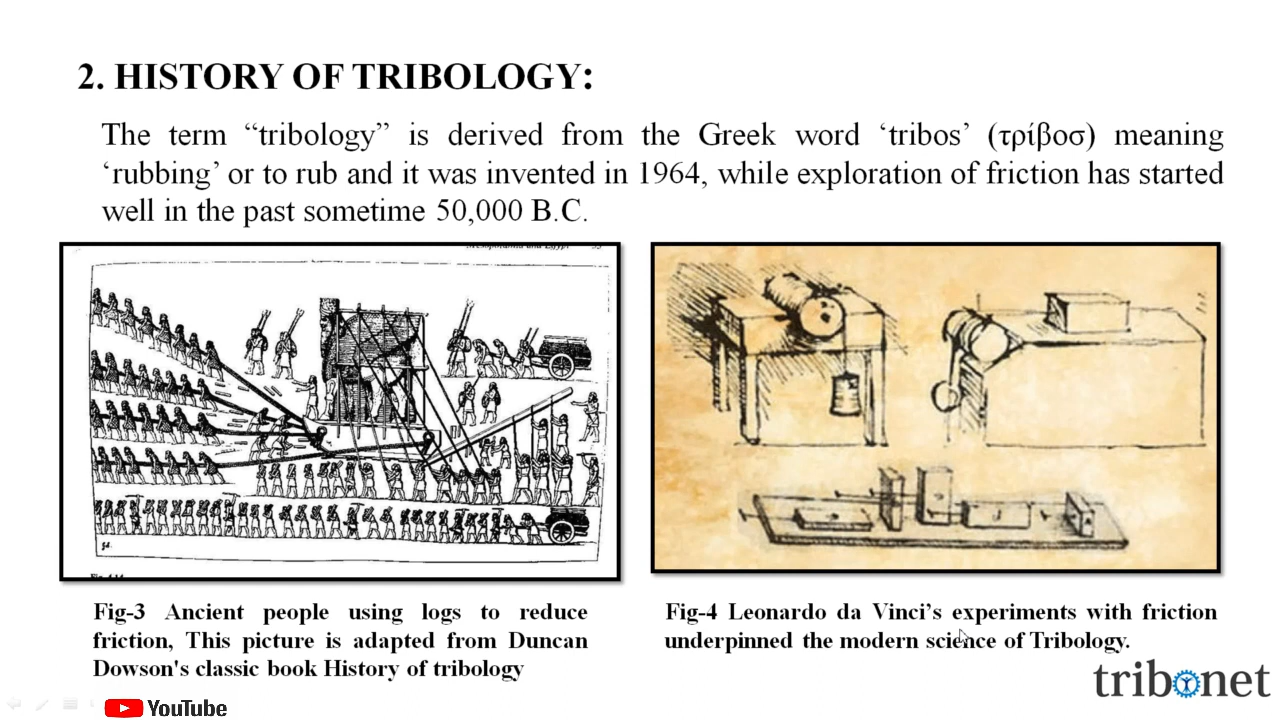 2. HISTORY OF TRIBOLOGY:
The term “tribology” is derived from the Greek word ‘tribos’ (τρίβοσ) meaning
‘rubbing’ or to rub and it was invented in 1964, while exploration of friction has started
well in the past sometime 50,000 B.C.
Mesopotamia and Egypt 53
Fig-3 Ancient people using logs to reduce
friction, This picture is adapted from Duncan
Dowson's classic book History of tribology
Fig-4 Leonardo da Vinci’s experiments with friction
underpinned the modern science of Tribology.
tribonet
YouTube